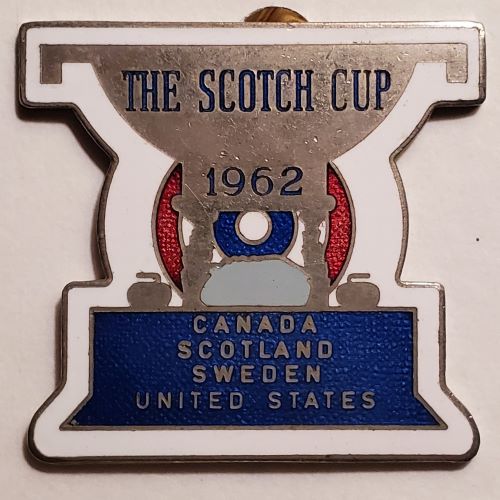 THE SCOTCH CUP
1962
CANADA
SCOTLAND
SWEDEN
UNITED STATES